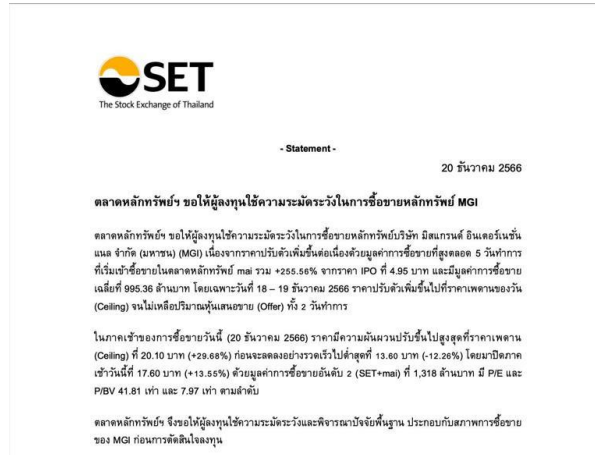 SET
The Stock Exchange of Thailand
- Statement -
20 ธันวาคม 2566
ตลาดหลักทรัพย์ฯ ขอให้ผู้ลงทุนใช้ความระมัดระวังในการซื้อขายหลักทรัพย์ MGI
ตลาดหลักทรัพย์ฯ ขอให้ผู้ลงทุนใช้ความระมัดระวังในการซื้อขายหลักทรัพย์บริษัท มิสแกรนด์ อินเตอร์เนชั่น
แนล จำกัด (มหาชน) (MGI) เนื่องจากราคาปรับตัวเพิ่มขึ้นต่อเนื่องด้วยมูลค่าการซื้อขายที่สูงตลอด 5 วันทำการ
ที่เริ่มเข้าซื้อขายในตลาดหลักทรัพย์ mai รวม +255.56% จากราคา IPO ที่ 4.95 บาท และมีมูลค่าการซื้อขาย
เฉลี่ยที่ 995.36 ล้านบาท โดยเฉพาะวันที่ 18 – 19 ธันวาคม 2566 ราคาปรับตัวเพิ่มขึ้นไปที่ราคาเพดานของวัน
(Ceiling) จนไม่เหลือปริมาณหุ้นเสนอขาย (Offer) ทั้ง 2 วันทำการ
ในภาคเช้าของการซื้อขายวันนี้ (20 ธันวาคม 2566) ราคามีความผันผวนปรับขึ้นไปสูงสุดที่ราคาเพดาน
(Ceiling) ที่ 20.10 บาท (+29.68%) ก่อนจะลดลงอย่างรวดเร็วไปต่ำสุดที่ 13.60 บาท (-12.26%) โดยมาปิดภาค
เช้าวันนี้ที่ 17.60 บาท (+13.55%) ด้วยมูลค่าการซื้อขายอันดับ 2 (SET+mai) ที่ 1,318 ล้านบาท มี P/E และ
P/BV 41.81 เท่า และ 7.97 เท่า ตามลำดับ
ตลาดหลักทรัพย์ฯ จึงขอให้ผู้ลงทุนใช้ความระมัดระวังและพิจารณาปัจจัยพื้นฐาน ประกอบกับสภาพการซื้อขาย
ของ MGI ก่อนการตัดสินใจลงทุน